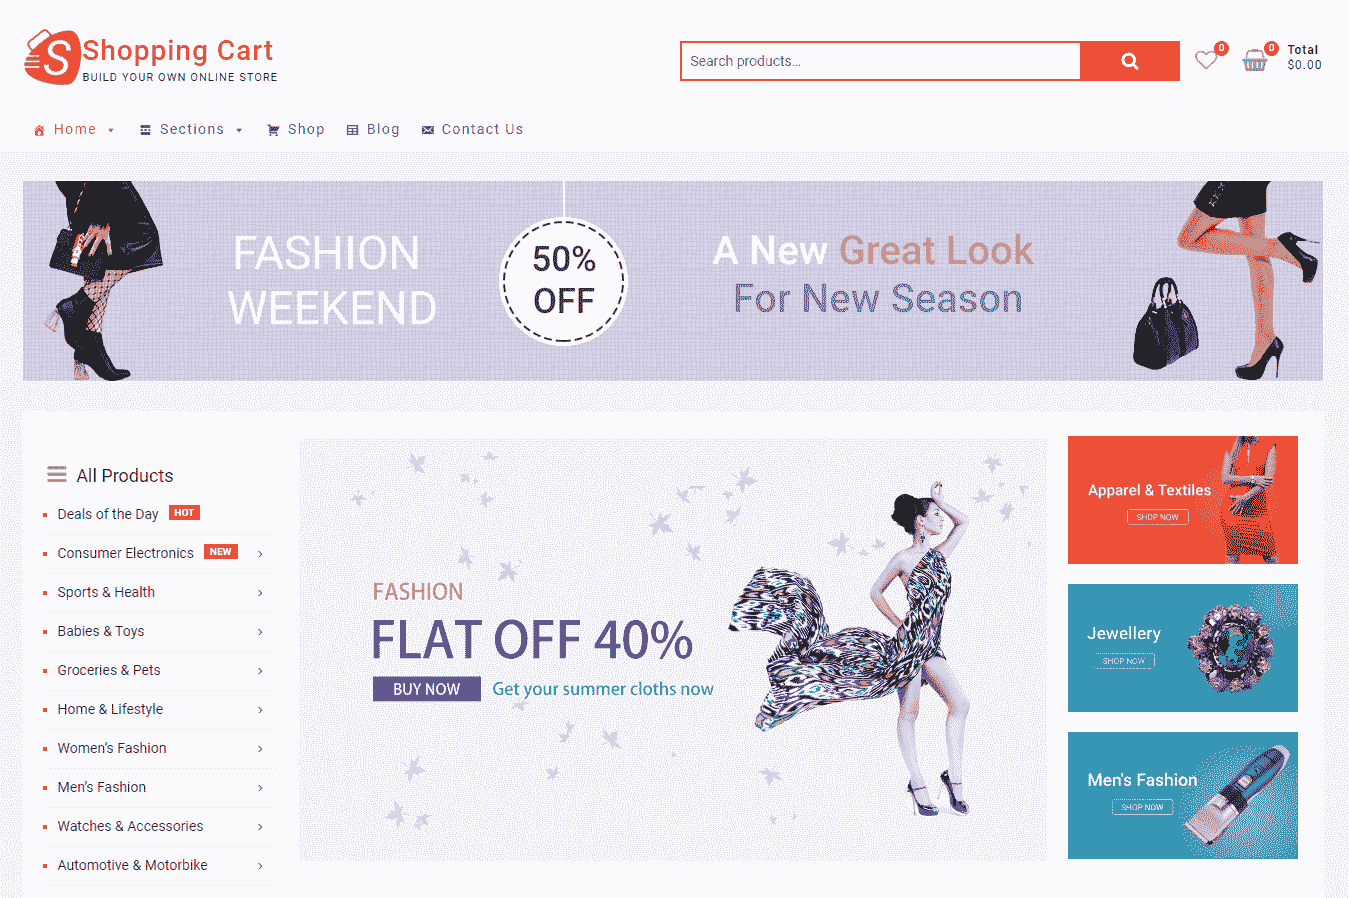 S
Shopping Cart
BUILD YOUR OWN ONLINE STORE
Search products...
0
0
Total
$0.00
Home
Sections
Shop
Blog
Contact Us
FASHION
WEEKEND
50%
OFF
A New Great Look
For New Season
All Products
Deals of the Day HOT
Consumer Electronics NEW
Sports & Health
Babies & Toys
Groceries & Pets
Home & Lifestyle
Women's Fashion
Men's Fashion
Watches & Accessories
Automotive & Motorbike
FASHION
FLAT OFF 40%
BUY NOW Get your summer cloths now
Apparel & Textiles
SHOP NOW
Jewellery
SHOP NOW
Men's Fashion
SHOP NOW